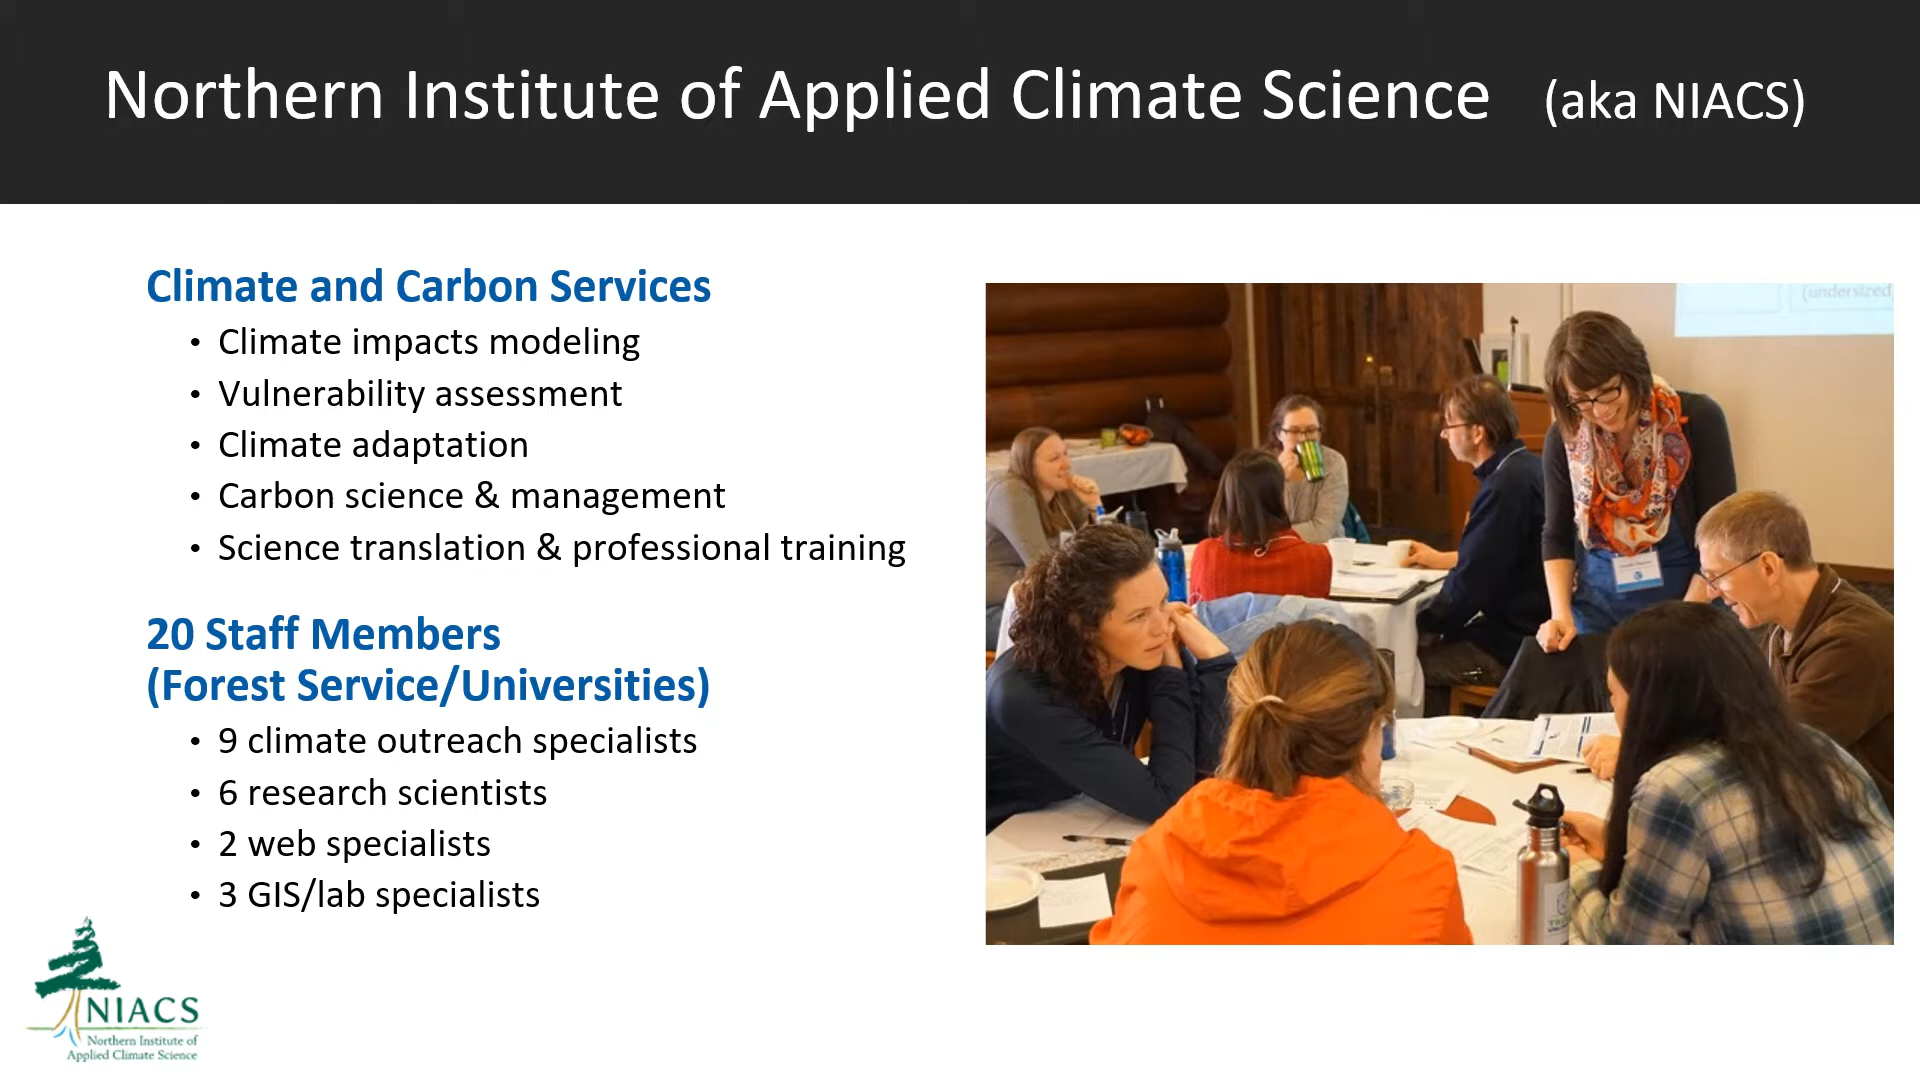 Northern Institute of Applied Climate Science (aka NIACS)
Climate and Carbon Services
• Climate impacts modeling
• Vulnerability assessment
• Climate adaptation
• Carbon science & management
• Science translation & professional training
20 Staff Members
(Forest Service/Universities)
• 9 climate outreach specialists
• 6 research scientists
• 2 web specialists
• 3 GIS/lab specialists
(undersized
NIACS
Northern Institute of
Applied Climate Science